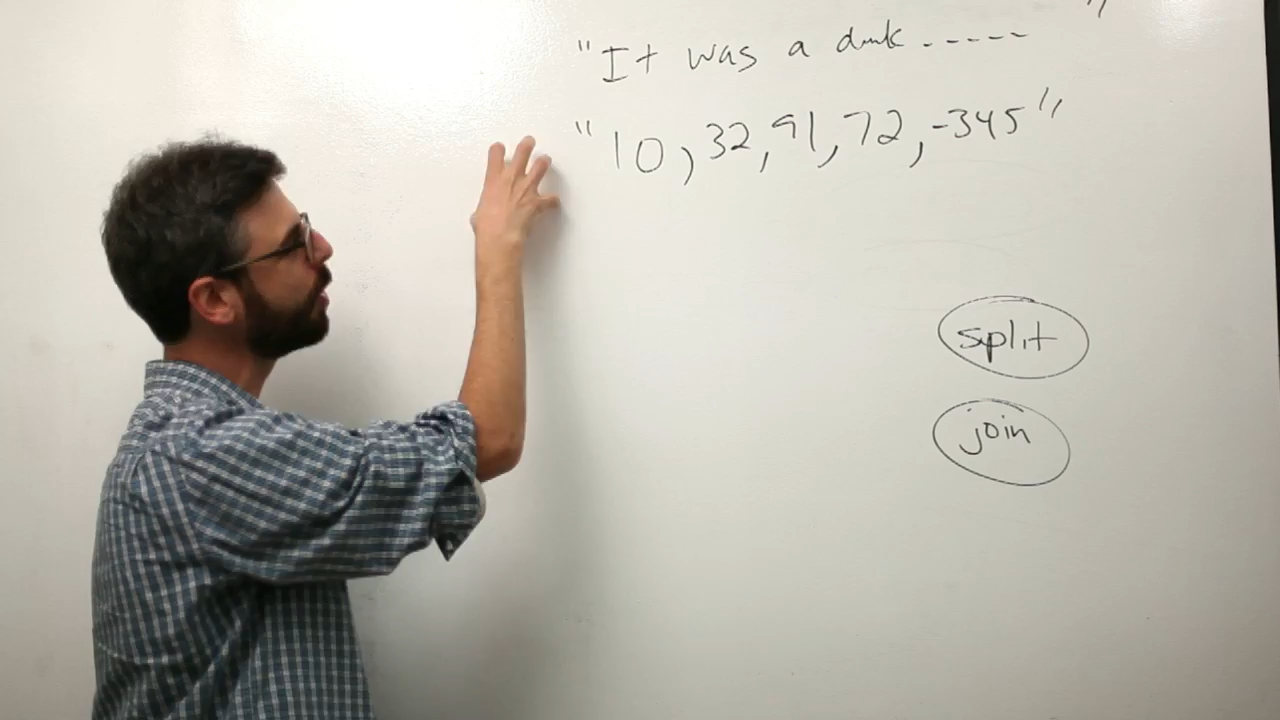 "It was a dark-----"
"10,32,91,72,-345"
split
join